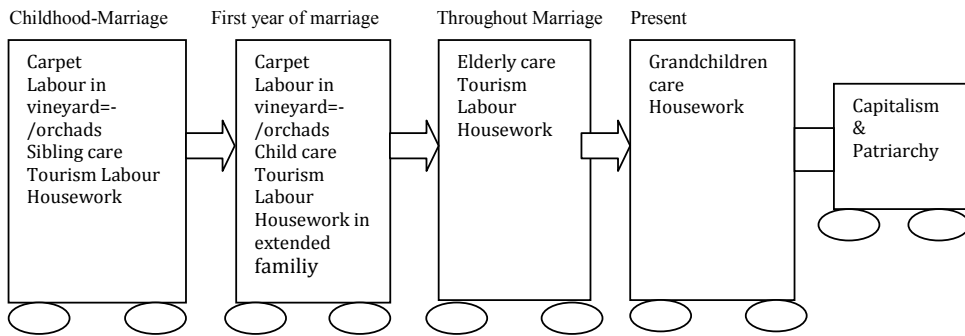 Childhood-Marriage
Carpet
Labour in
vineyard=-
/orchads
Sibling care
Tourism Labour
Housework
First year of marriage
Carpet
Labour in
vineyard=-
/orchads
Child care
Tourism
Labour
Housework in
extended
familiy
Throughout Marriage
Elderly care
Tourism
Labour
Housework
Present
Grandchildren
care
Housework
Capitalism
&
Patriarchy